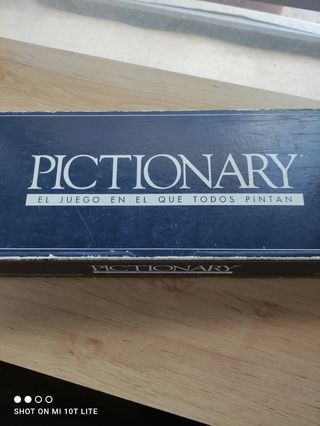 PICTIONARY
EL JUEGO EN EL QUE TODOS PINTAN
PICTIONARY
SHOT ON MI 10T LITE